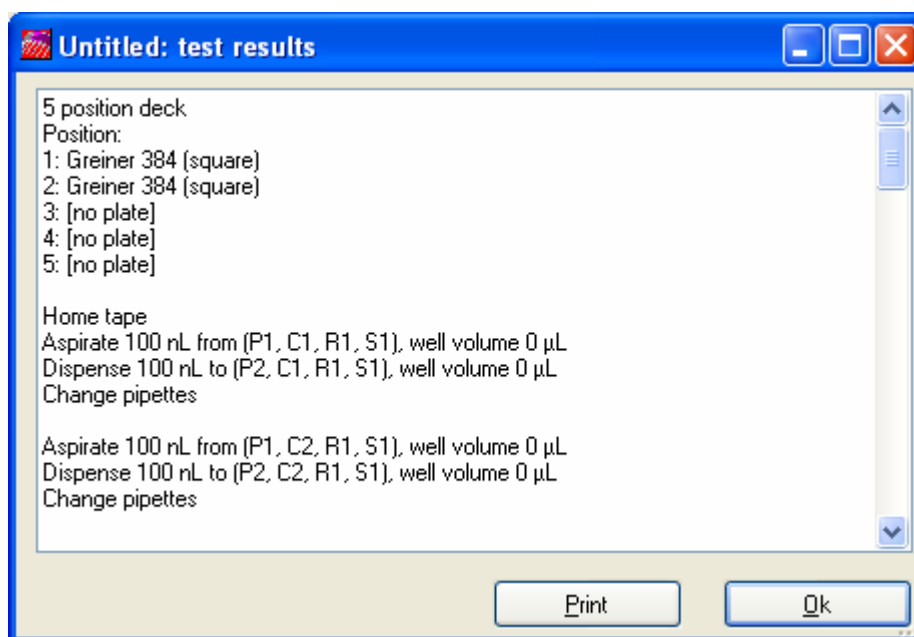 Untitled: test results
5 position deck
Position:
1: Greiner 384 (square)
2: Greiner 384 (square)
3: [no plate]
4: [no plate]
5: [no plate]
Home tape
Aspirate 100 nL from (P1, C1, R1, S1), well volume 0 µL
Dispense 100 nL to (P2, C1, R1, S1), well volume 0 µL
Change pipettes
Aspirate 100 nL from (P1, C2, R1, S1), well volume 0 µL
Dispense 100 nL to (P2, C2, R1, S1), well volume 0 µL
Change pipettes
Print Ok